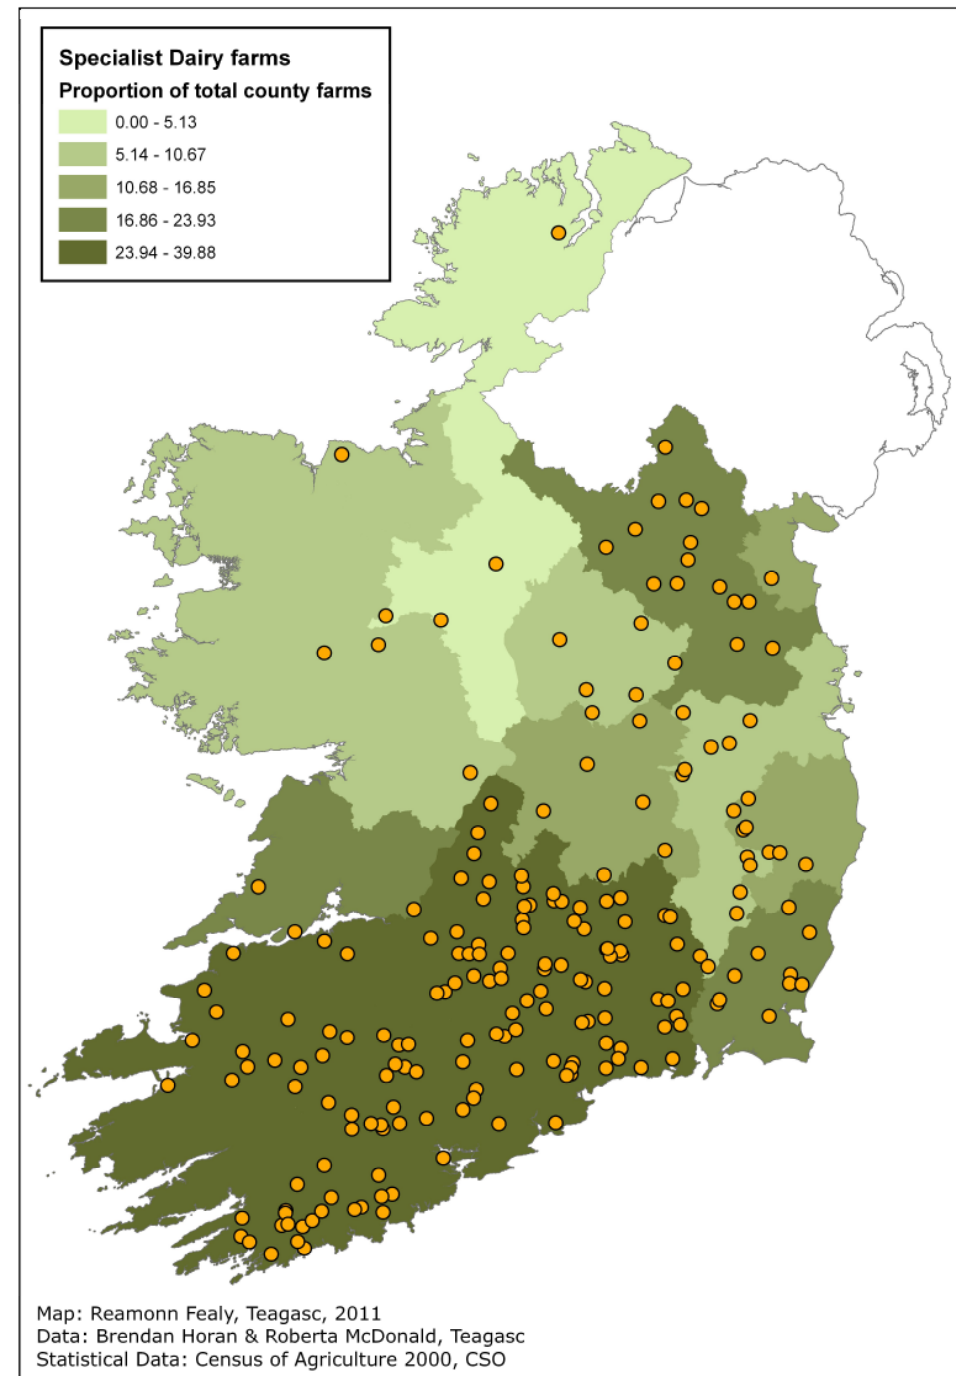 Specialist Dairy farms
Proportion of total county farms
0.00 - 5.13
5.14 - 10.67
10.68 - 16.85
16.86 - 23.93
23.94 - 39.88
Map: Reamonn Fealy, Teagasc, 2011
Data: Brendan Horan & Roberta McDonald, Teagasc
Statistical Data: Census of Agriculture 2000, CSO